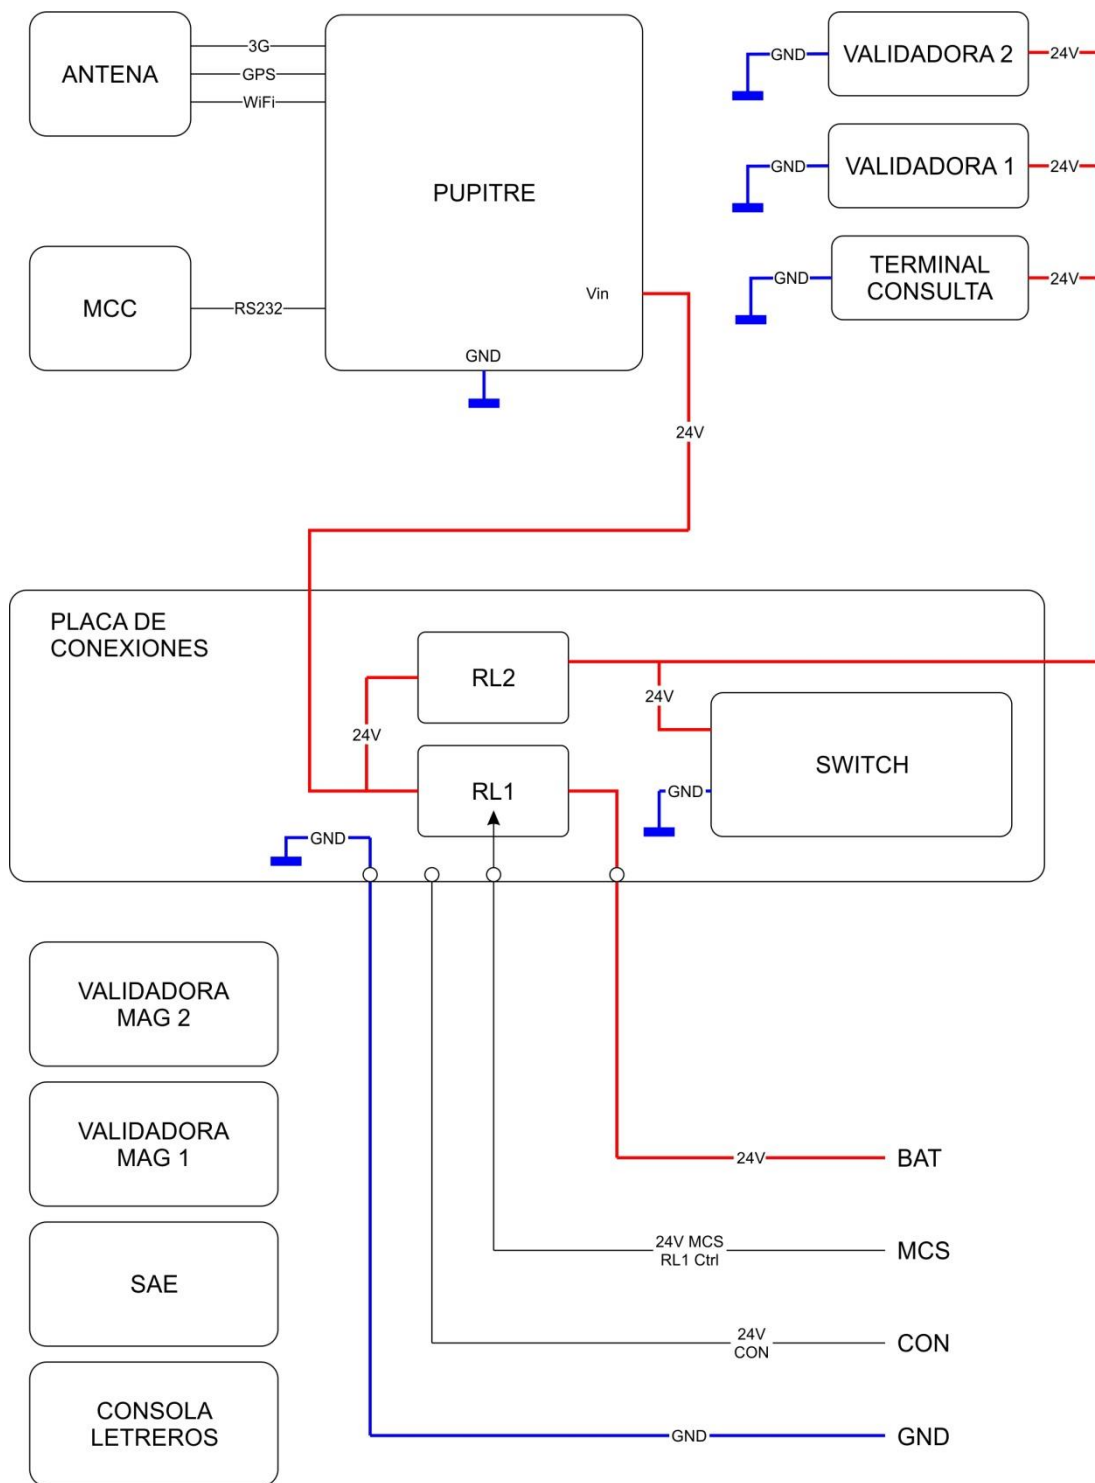 ANTENA
3G
GPS
WiFi
PUPITRE
Vin
GND
MCC
RS232
GND
VALIDADORA 2
24V
GND
VALIDADORA 1
24V
GND
TERMINAL
CONSULTA
24V
24V
PLACA DE
CONEXIONES
RL2
24V
24V
RL1
SWITCH
GND
GND
VALIDADORA
MAG 2
VALIDADORA
MAG 1
SAE
CONSOLA
LETREROS
24V
BAT
24V MCS
RL1 Ctrl
MCS
24V
CON
CON
GND
GND